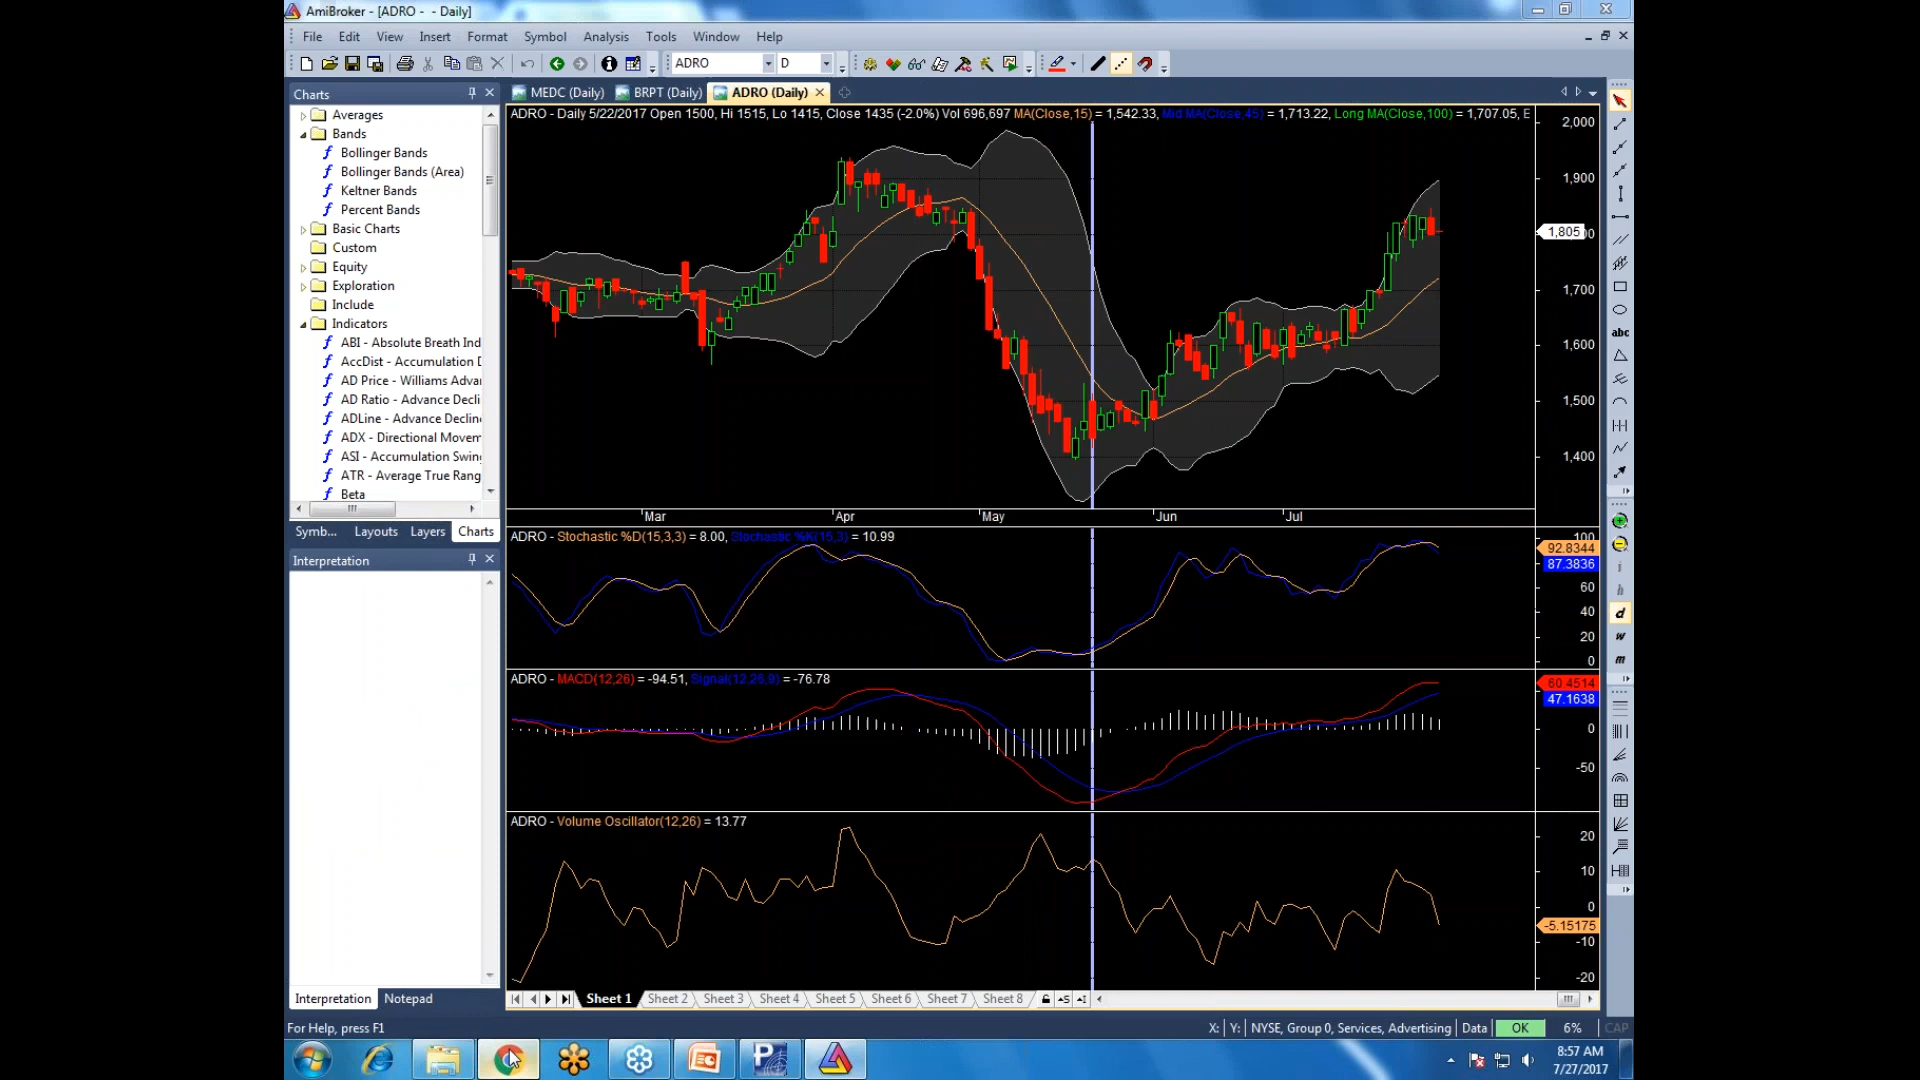 AmiBroker - [ADRO - - Daily]
File Edit View Insert Format Symbol Analysis Tools Window Help
ADRO D
Charts
MEDC (Daily) BRPT (Daily) ADRO (Daily)
Averages
Bands
Bollinger Bands
Bollinger Bands (Area)
Keltner Bands
Percent Bands
Basic Charts
Custom
Equity
Exploration
Include
Indicators
ABI - Absolute Breath Ind
AccDist - Accumulation D
AD Price - Williams Advar
AD Ratio - Advance Decli
ADLine - Advance Decline
ADX - Directional Movem
ASI - Accumulation Swing
ATR - Average True Rang
Beta
Symb... Layouts Layers Charts
Interpretation
Interpretation Notepad
ADRO - Daily 5/22/2017 Open 1500, Hi 1515, Lo 1415, Close 1435 (-2.0%) Vol 696,697 MA(Close,15) = 1,542.33, Mid MA(Close,45) = 1,713.22, Long MA(Close,100) = 1,707.05, E
2,000
1,900
1,805
1,700
1,600
1,500
1,400
Mar Apr May Jun Jul
ADRO - Stochastic %D(15,3,3) = 8.00, Stochastic %K(15,3) = 10.99
100
92.8344
87.3836
60
40
20
0
ADRO - MACD(12,26) = -94.51, Signal(12,26,9) = -76.78
60.4514
47.1638
0
-50
ADRO - Volume Oscillator(12,26) = 13.77
20
10
0
-5.15175
-10
-20
Sheet 1 Sheet 2 Sheet 3 Sheet 4 Sheet 5 Sheet 6 Sheet 7 Sheet 8
abc
i
h
d
w
m
For Help, press F1
X: Y: NYSE, Group 0, Services, Advertising Data OK 6% CAP
8:57 AM
7/27/2017